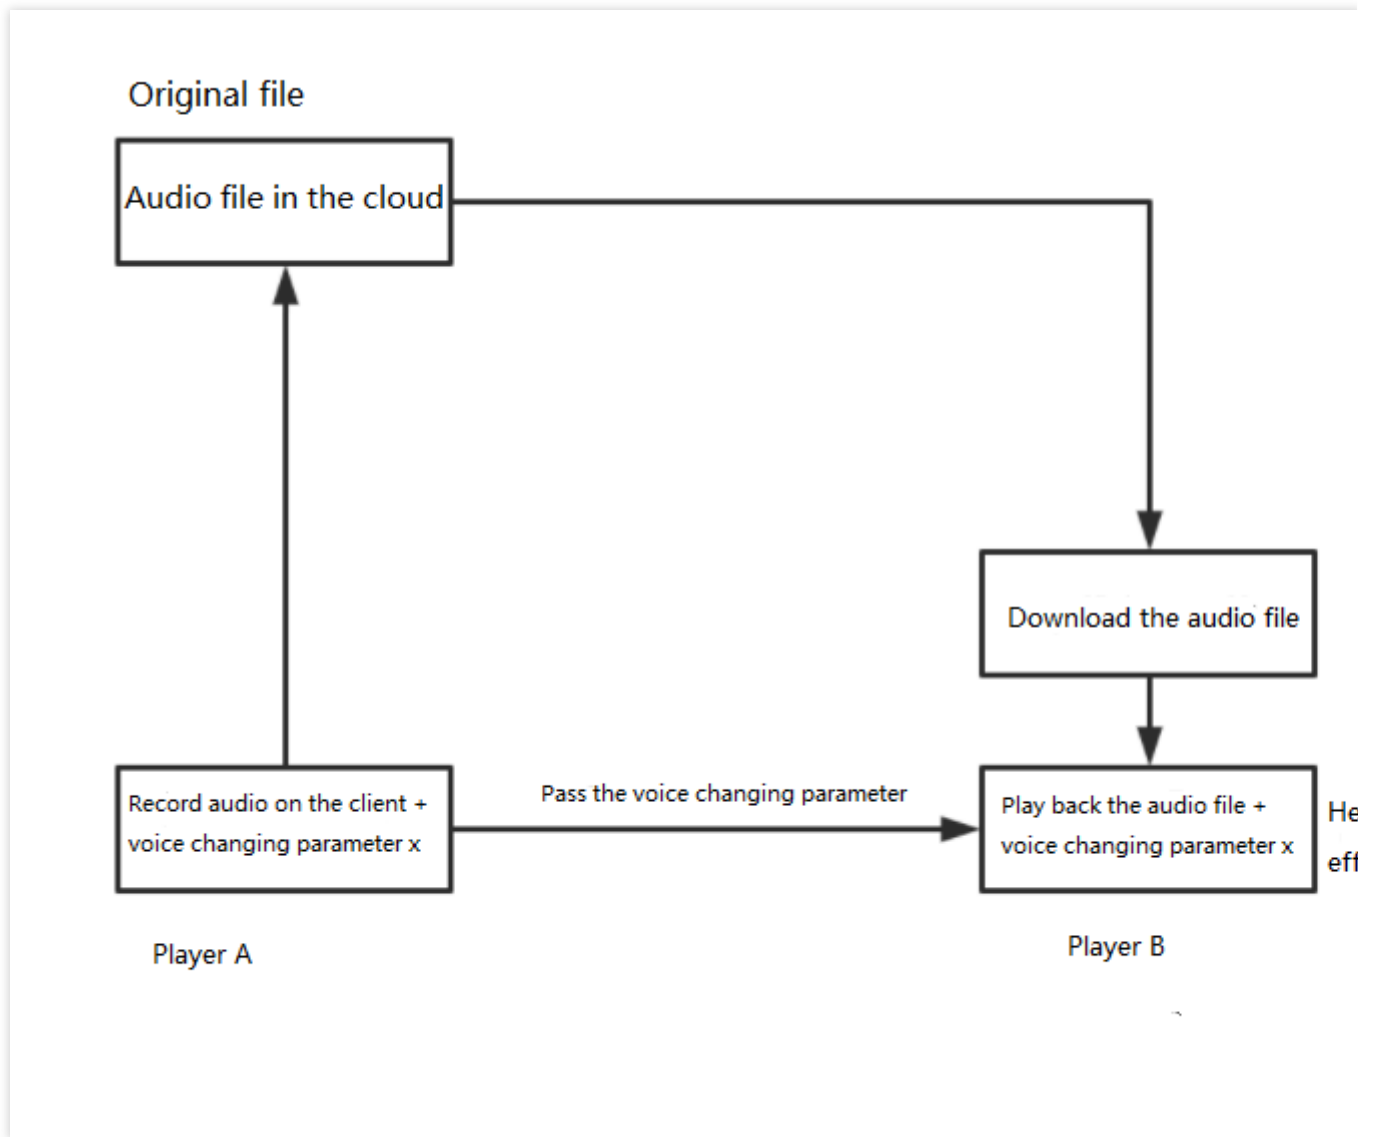 Original file
Audio file in the cloud
Download the audio file
Record audio on the client +
voice changing parameter x
Pass the voice changing parameter
Play back the audio file +
voice changing parameter x
Player A
Player B